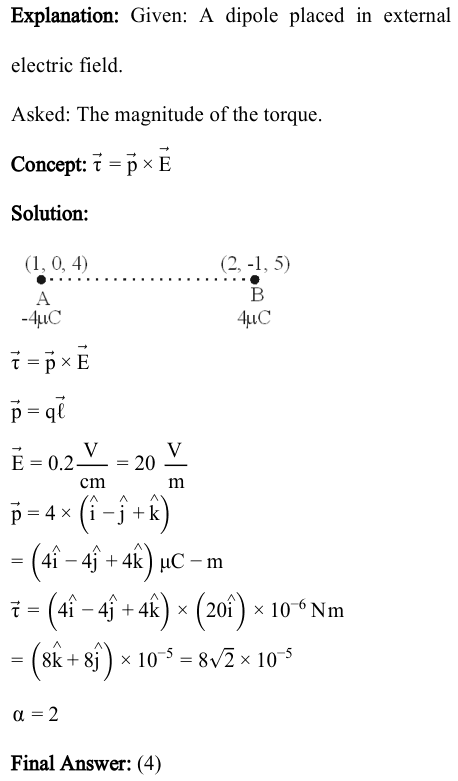 Explanation: Given: A dipole placed in external
electric field.
Asked: The magnitude of the torque.
Concept: τ⃗ = p⃗ × E⃗
Solution:
(1, 0, 4) (2, -1, 5)
A B
-4μC 4μC
τ⃗ = p⃗ × E⃗
p⃗ = qℓ⃗
E⃗ = 0.2 V/cm = 20 V/m
p⃗ = 4 × (î − ĵ + k̂)
= (4î − 4ĵ + 4k̂) μC − m
τ⃗ = (4î − 4ĵ + 4k̂) × (20î) × 10⁻⁶ Nm
= (8k̂ + 8ĵ) × 10⁻⁵ = 8√2 × 10⁻⁵
α = 2
Final Answer: (4)